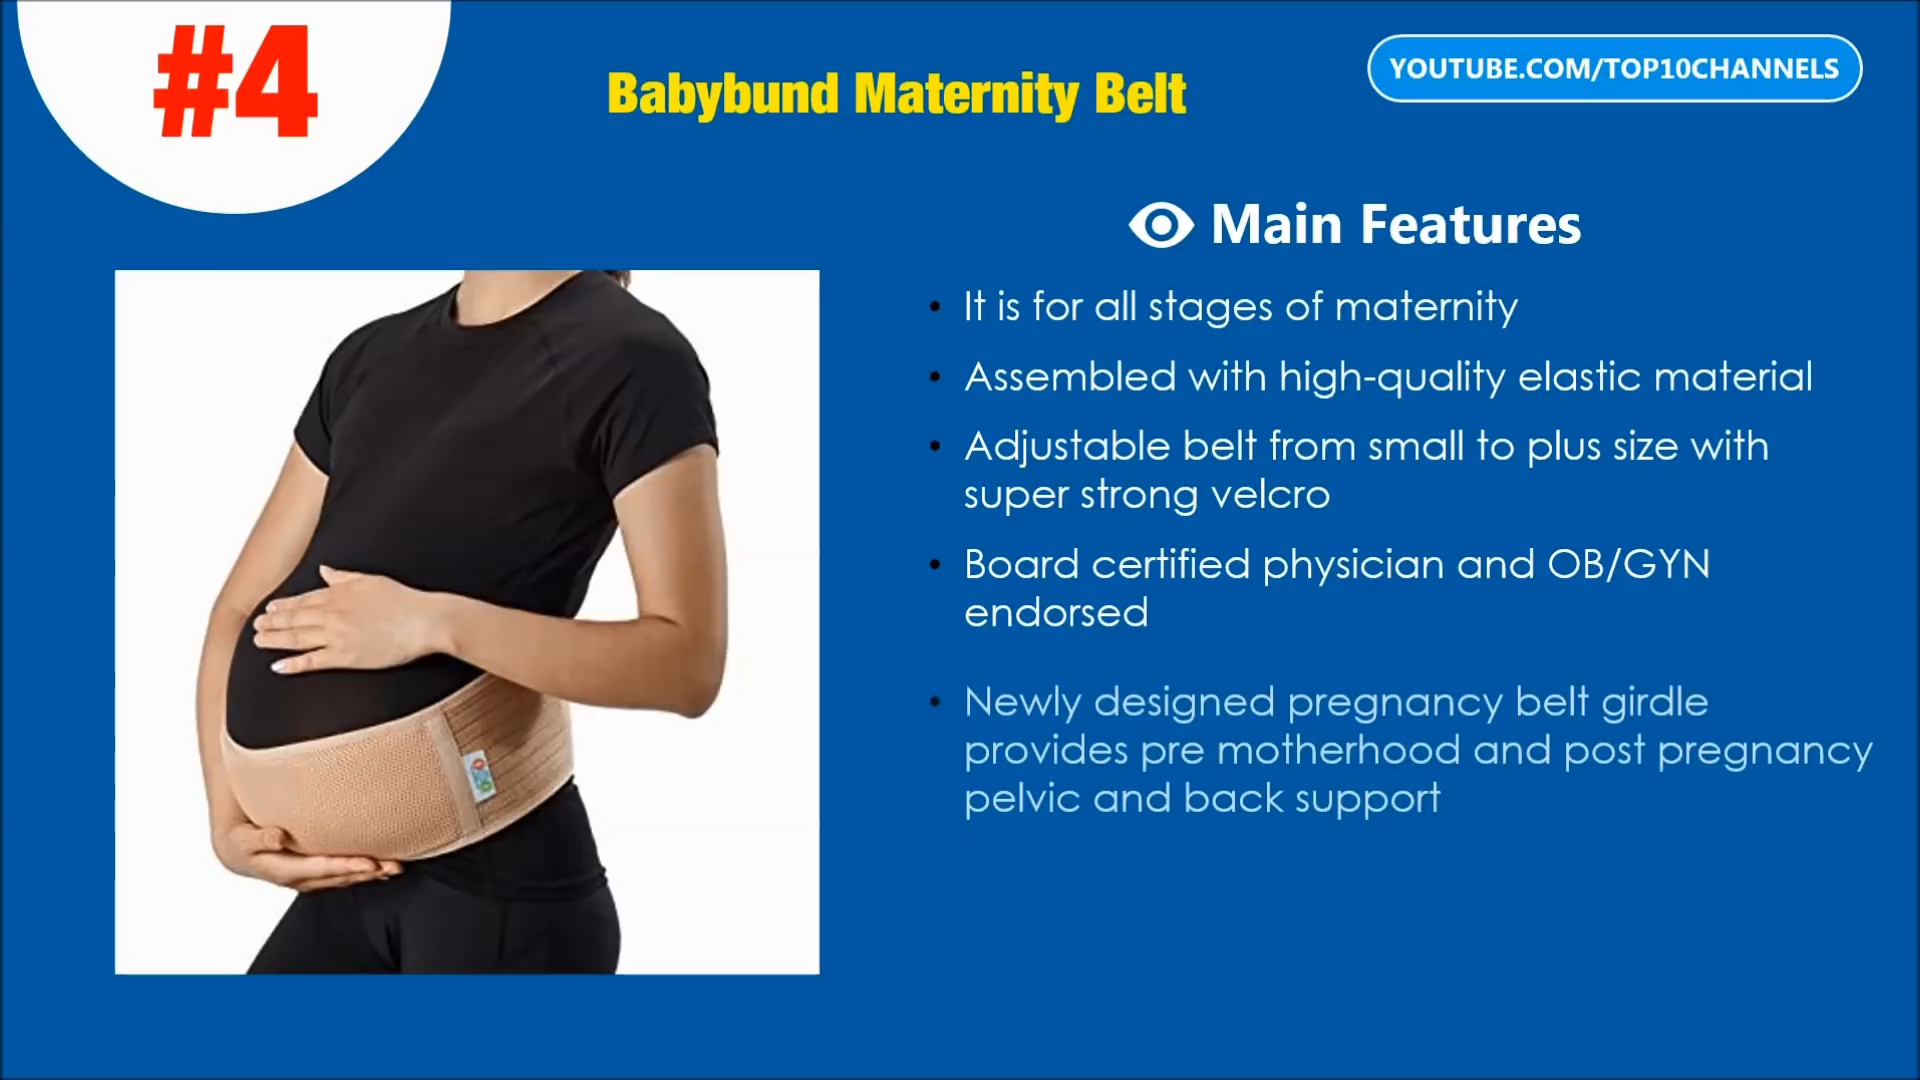 #4
Babybund Maternity Belt
YOUTUBE.COM/TOP10CHANNELS
Main Features
• It is for all stages of maternity
• Assembled with high-quality elastic material
• Adjustable belt from small to plus size with
super strong velcro
• Board certified physician and OB/GYN
endorsed
• Newly designed pregnancy belt girdle
provides pre motherhood and post pregnancy
pelvic and back support